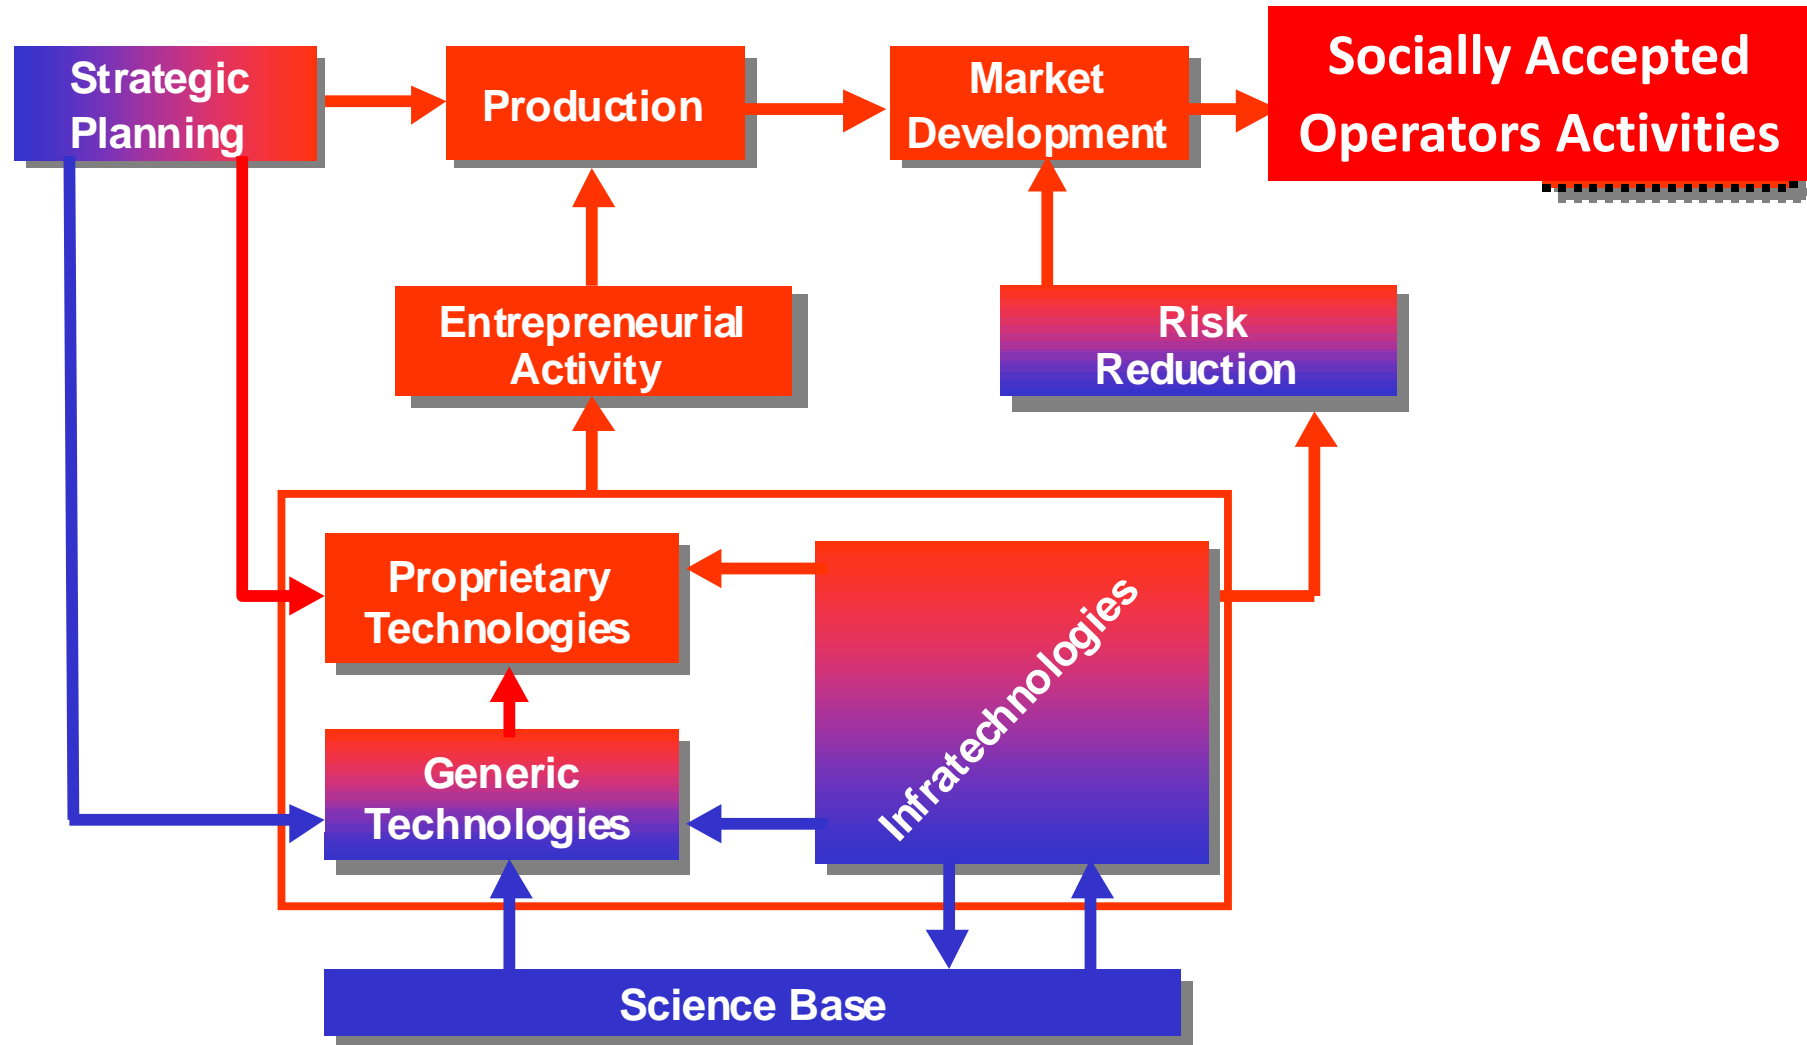 Strategic
Planning
Production
Market
Development
Socially Accepted
Operators Activities
Entrepreneurial
Activity
Risk
Reduction
Proprietary
Technologies
Infratechnologies
Generic
Technologies
Science Base